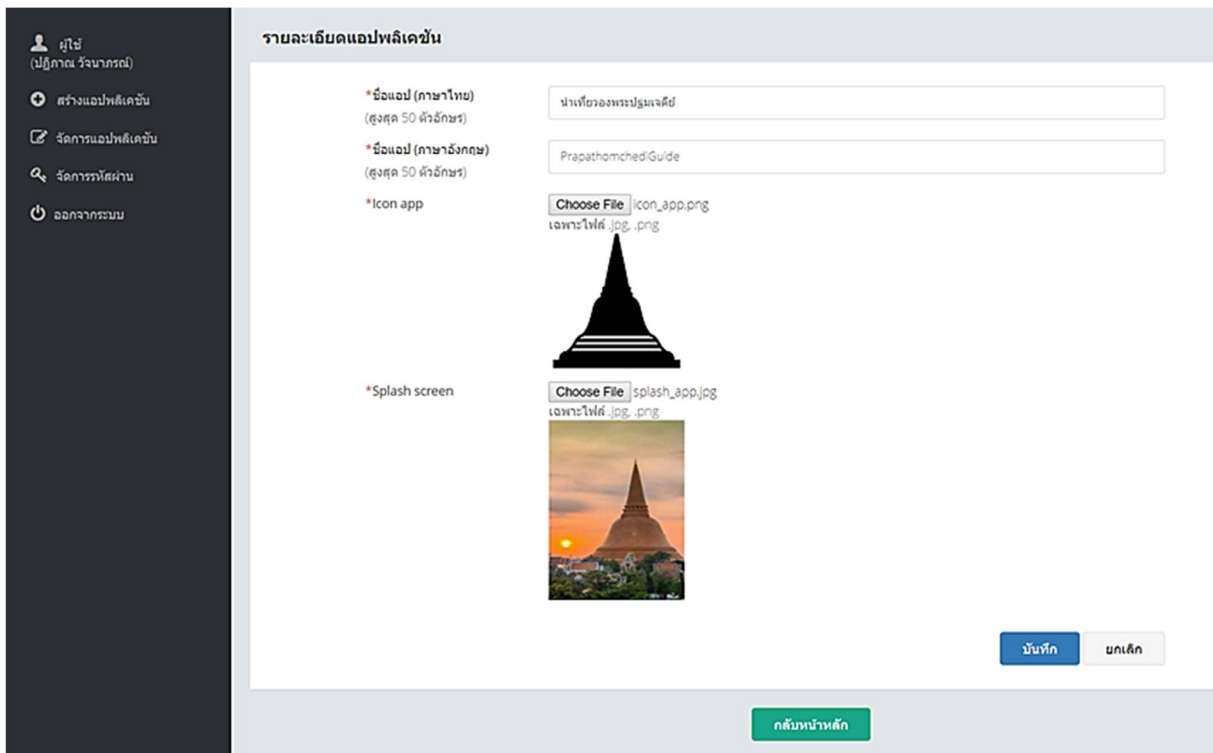 ผู้ใช้
(ปฏิภาณ วัจนาภรณ์)
สร้างแอปพลิเคชัน
จัดการแอปพลิเคชัน
จัดการรหัสผ่าน
ออกจากระบบ
รายละเอียดแอปพลิเคชัน
*ชื่อแอป (ภาษาไทย)
(สูงสุด 50 ตัวอักษร)
นำเที่ยวองพระปฐมเจดีย์
*ชื่อแอป (ภาษาอังกฤษ)
(สูงสุด 50 ตัวอักษร)
PrapathomchediGuide
*Icon app
Choose File icon_app.png
เฉพาะไฟล์ .jpg, .png
*Splash screen
Choose File splash_app.jpg
เฉพาะไฟล์ .jpg, .png
บันทึก ยกเลิก
กลับหน้าหลัก